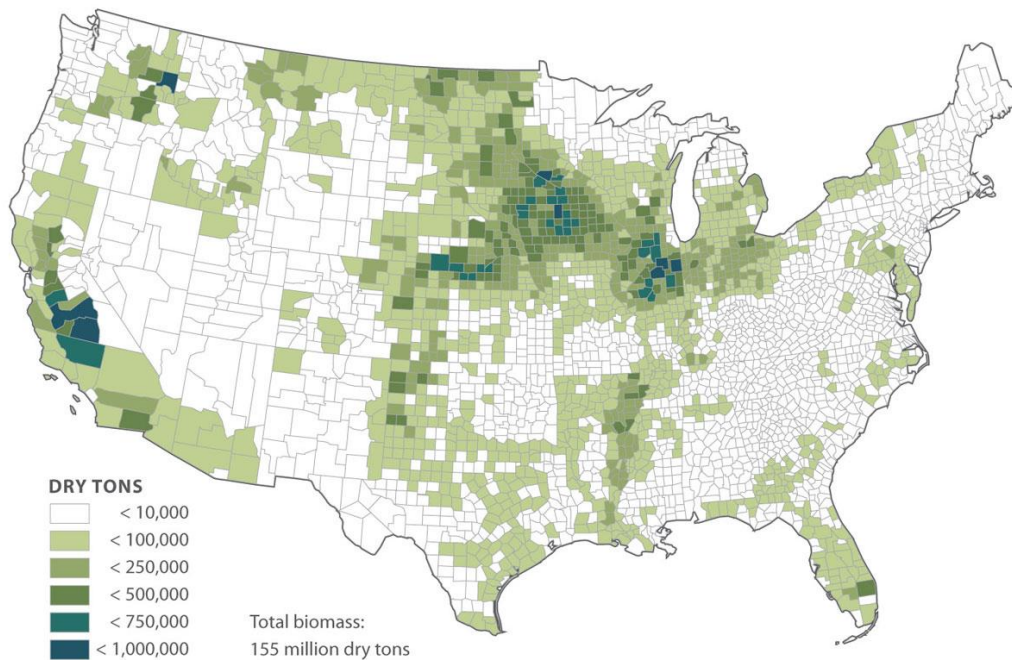 DRY TONS
< 10,000
< 100,000
< 250,000
< 500,000
< 750,000
< 1,000,000
Total biomass:
155 million dry tons